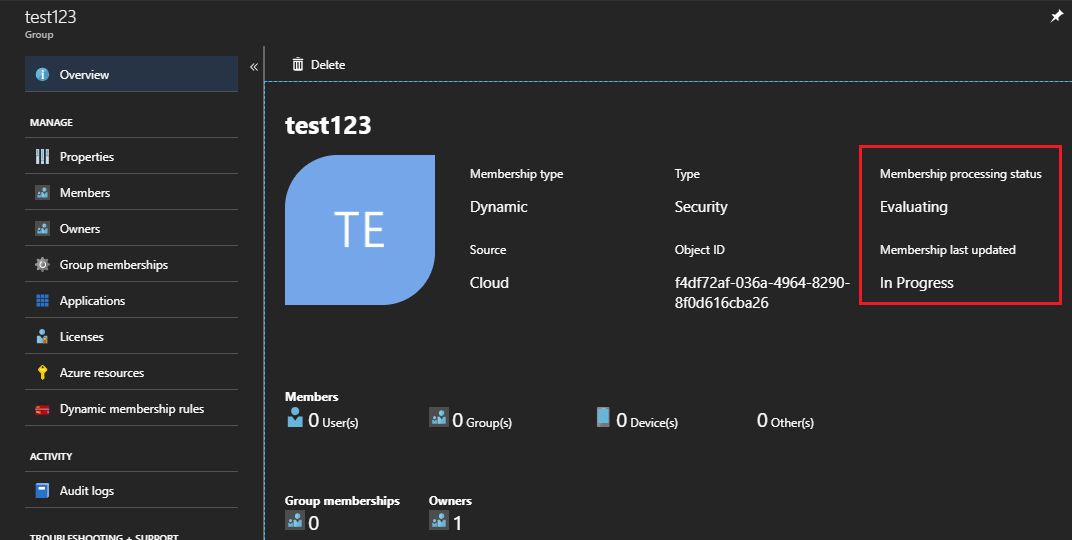 test123
Group
Overview
MANAGE
Properties
Members
Owners
Group memberships
Applications
Licenses
Azure resources
Dynamic membership rules
ACTIVITY
Audit logs
TROUBLESHOOTING + SUPPORT
«
Delete
test123
TE
Membership type
Dynamic
Source
Cloud
Type
Security
Object ID
f4df72af-036a-4964-8290-
8f0d616cba26
Membership processing status
Evaluating
Membership last updated
In Progress
Members
0 User(s)
0 Group(s)
0 Device(s)
0 Other(s)
Group memberships
0
Owners
1